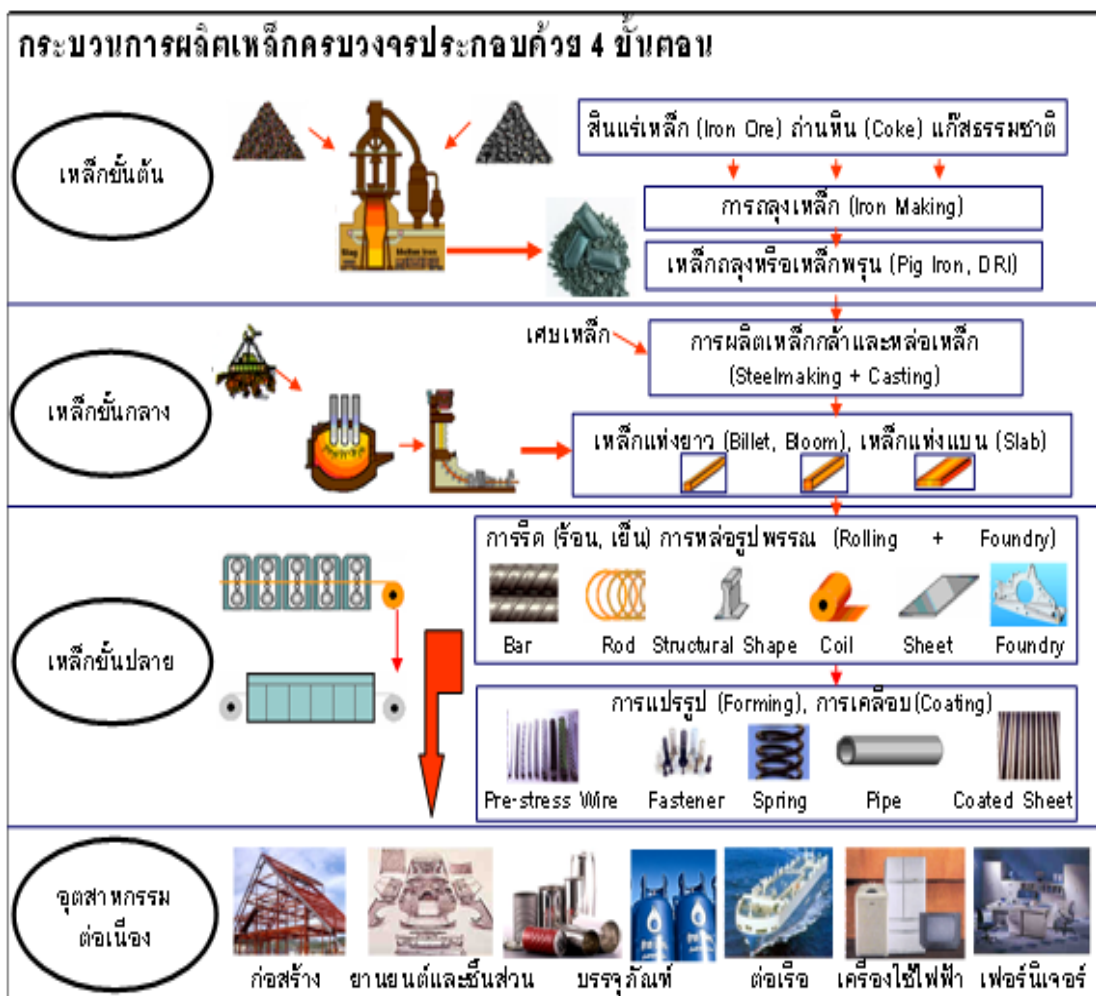 กระบวนการผลิตเหล็กครบวงจรประกอบด้วย 4 ขั้นตอน
เหล็กขั้นต้น
สินแร่เหล็ก (Iron Ore) ถ่านหิน (Coke) แก๊สธรรมชาติ
การถลุงเหล็ก (Iron Making)
Slag
Molten Iron
เหล็กถลุงหรือเหล็กพรุน (Pig Iron, DRI)
เหล็กขั้นกลาง
เศษเหล็ก
การผลิตเหล็กกล้าและหล่อเหล็ก
(Steelmaking + Casting)
เหล็กแท่งยาว (Billet, Bloom), เหล็กแท่งแบน (Slab)
เหล็กขั้นปลาย
การรีด (ร้อน, เย็น) การหล่อรูปพรรณ (Rolling + Foundry)
Bar Rod Structural Shape Coil Sheet Foundry
การแปรรูป (Forming), การเคลือบ(Coating)
Pre-stress Wire Fastener Spring Pipe Coated Sheet
อุตสาหกรรม
ต่อเนื่อง
ก่อสร้าง ยานยนต์และชิ้นส่วน บรรจุภัณฑ์ ต่อเรือ เครื่องใช้ไฟฟ้า เฟอร์นิเจอร์